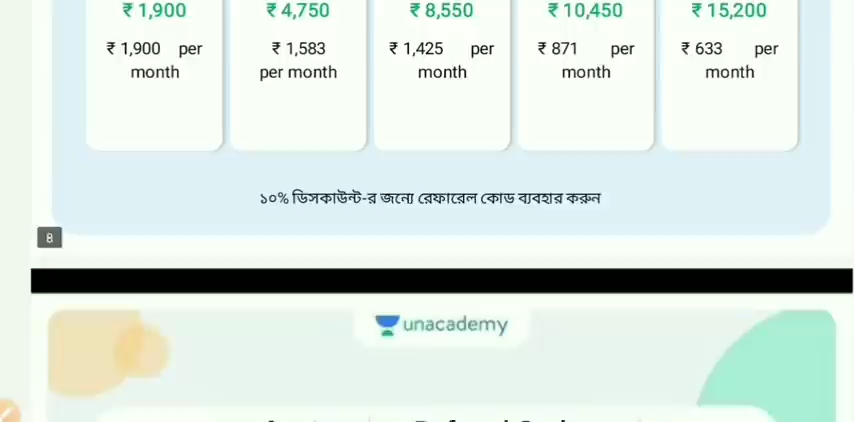 ₹ 1,900 ₹ 4,750 ₹ 8,550 ₹ 10,450 ₹ 15,200
₹ 1,900 per month
₹ 1,583 per month
₹ 1,425 per month
₹ 871 per month
₹ 633 per month
১০% ডিসকাউন্ট-র জন্যে রেফারেল কোড ব্যবহার করুন
8
unacademy